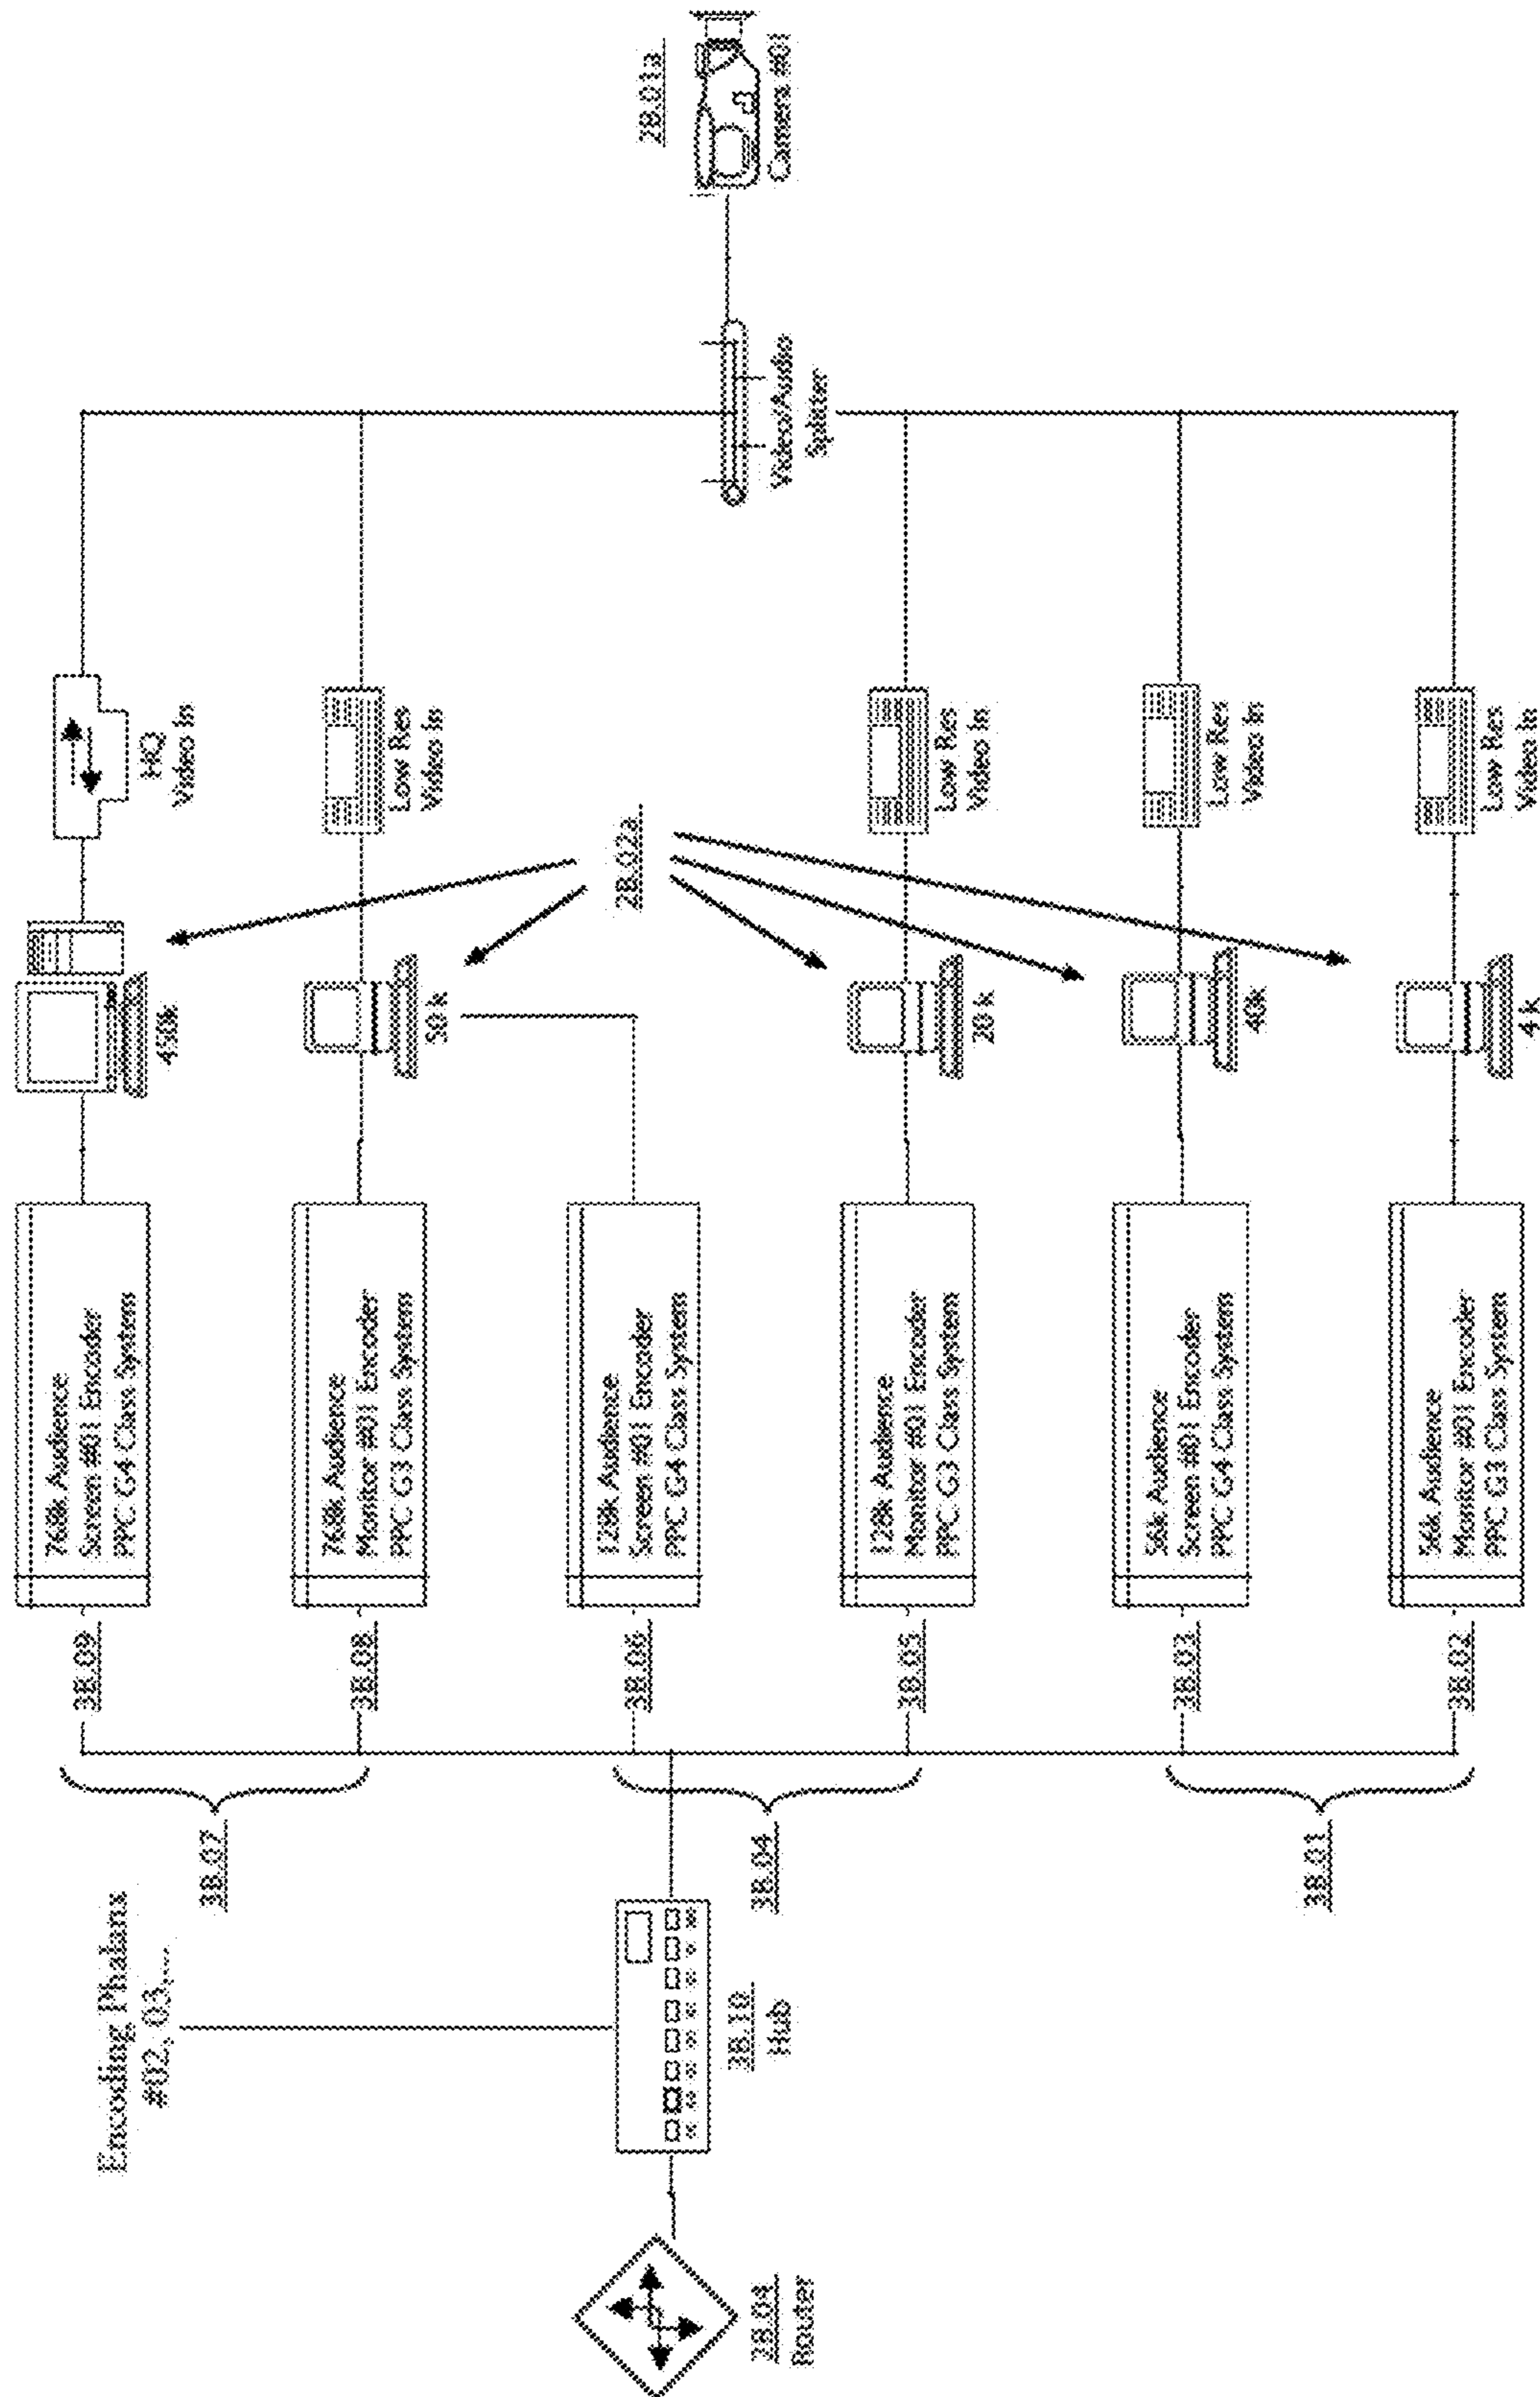 2B.01a
Camera #01
Video/Audio
Splitter
HQ
Video In
Low Res
Video In
Low Res
Video In
Low Res
Video In
Low Res
Video In
2B.02a
450k
50 k
20 k
40k
4 k
768k Audience
Screen #01 Encoder
PPC G4 Class System
768k Audience
Monitor #01 Encoder
PPC G3 Class System
128k Audience
Screen #01 Encoder
PPC G4 Class System
128k Audience
Monitor #01 Encoder
PPC G3 Class System
56k Audience
Screen #01 Encoder
PPC G4 Class System
56k Audience
Monitor #01 Encoder
PPC G3 Class System
3B.09
3B.08
3B.06
3B.05
3B.03
3B.02
3B.07
3B.04
3B.01
Encoding Phalanx
#02, 03,...
3B.10
Hub
2B.04
Router